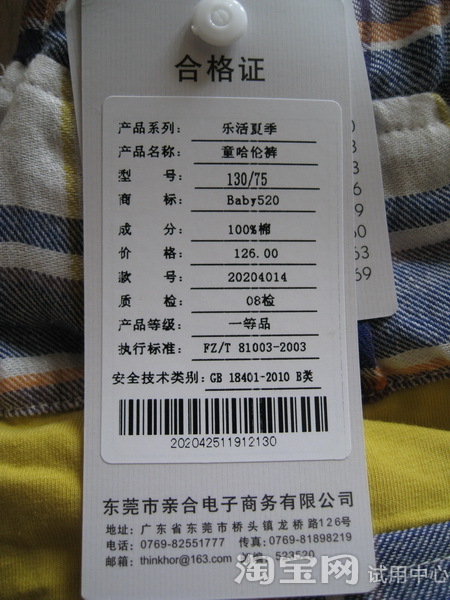 合格证
产品系列: 乐活夏季
产品名称: 童哈伦裤
型 号: 130/75
商 标: Baby520
成 分: 100%棉
价 格: 126.00
款 号: 20204014
质 检: 08检
产品等级: 一等品
执行标准: FZ/T 81003-2003
安全技术类别: GB 18401-2010 B类
202042511912130
东莞市亲合电子商务有限公司
地址: 广东省东莞市桥头镇龙桥路126号
电话: 0769-82551777 传真: 0769-81898219
邮箱: thinkhor@163.com 523520
淘宝网 试用中心